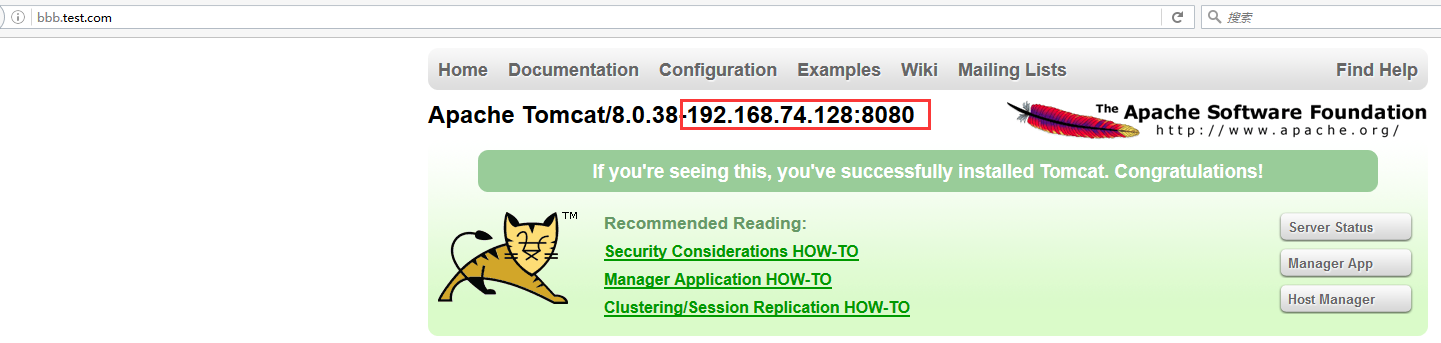 bbb.test.com
搜索
Home Documentation Configuration Examples Wiki Mailing Lists Find Help
Apache Tomcat/8.0.38-192.168.74.128:8080
The Apache Software Foundation
http://www.apache.org/
If you're seeing this, you've successfully installed Tomcat. Congratulations!
TM
Recommended Reading:
Security Considerations HOW-TO
Manager Application HOW-TO
Clustering/Session Replication HOW-TO
Server Status
Manager App
Host Manager